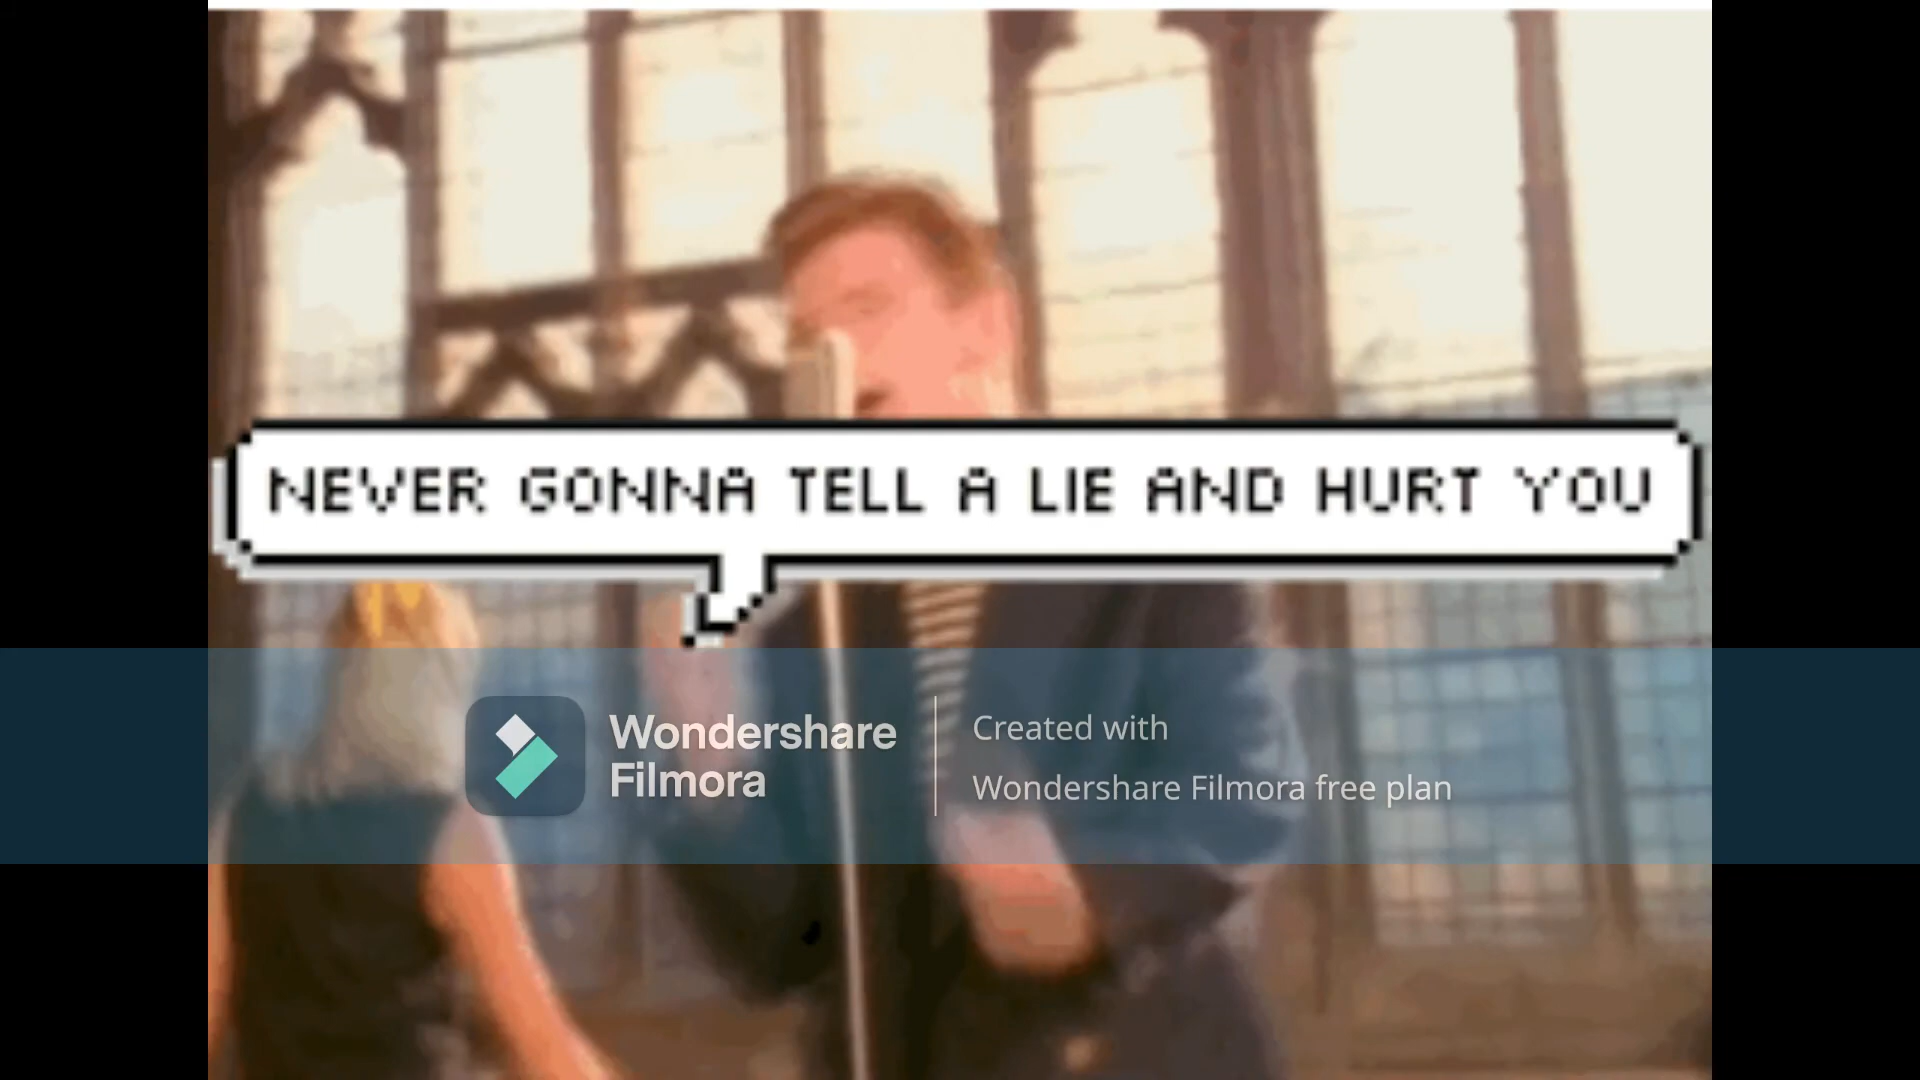 NEVER GONNA TELL A LIE AND HURT YOU
Wondershare
Filmora
Created with
Wondershare Filmora free plan